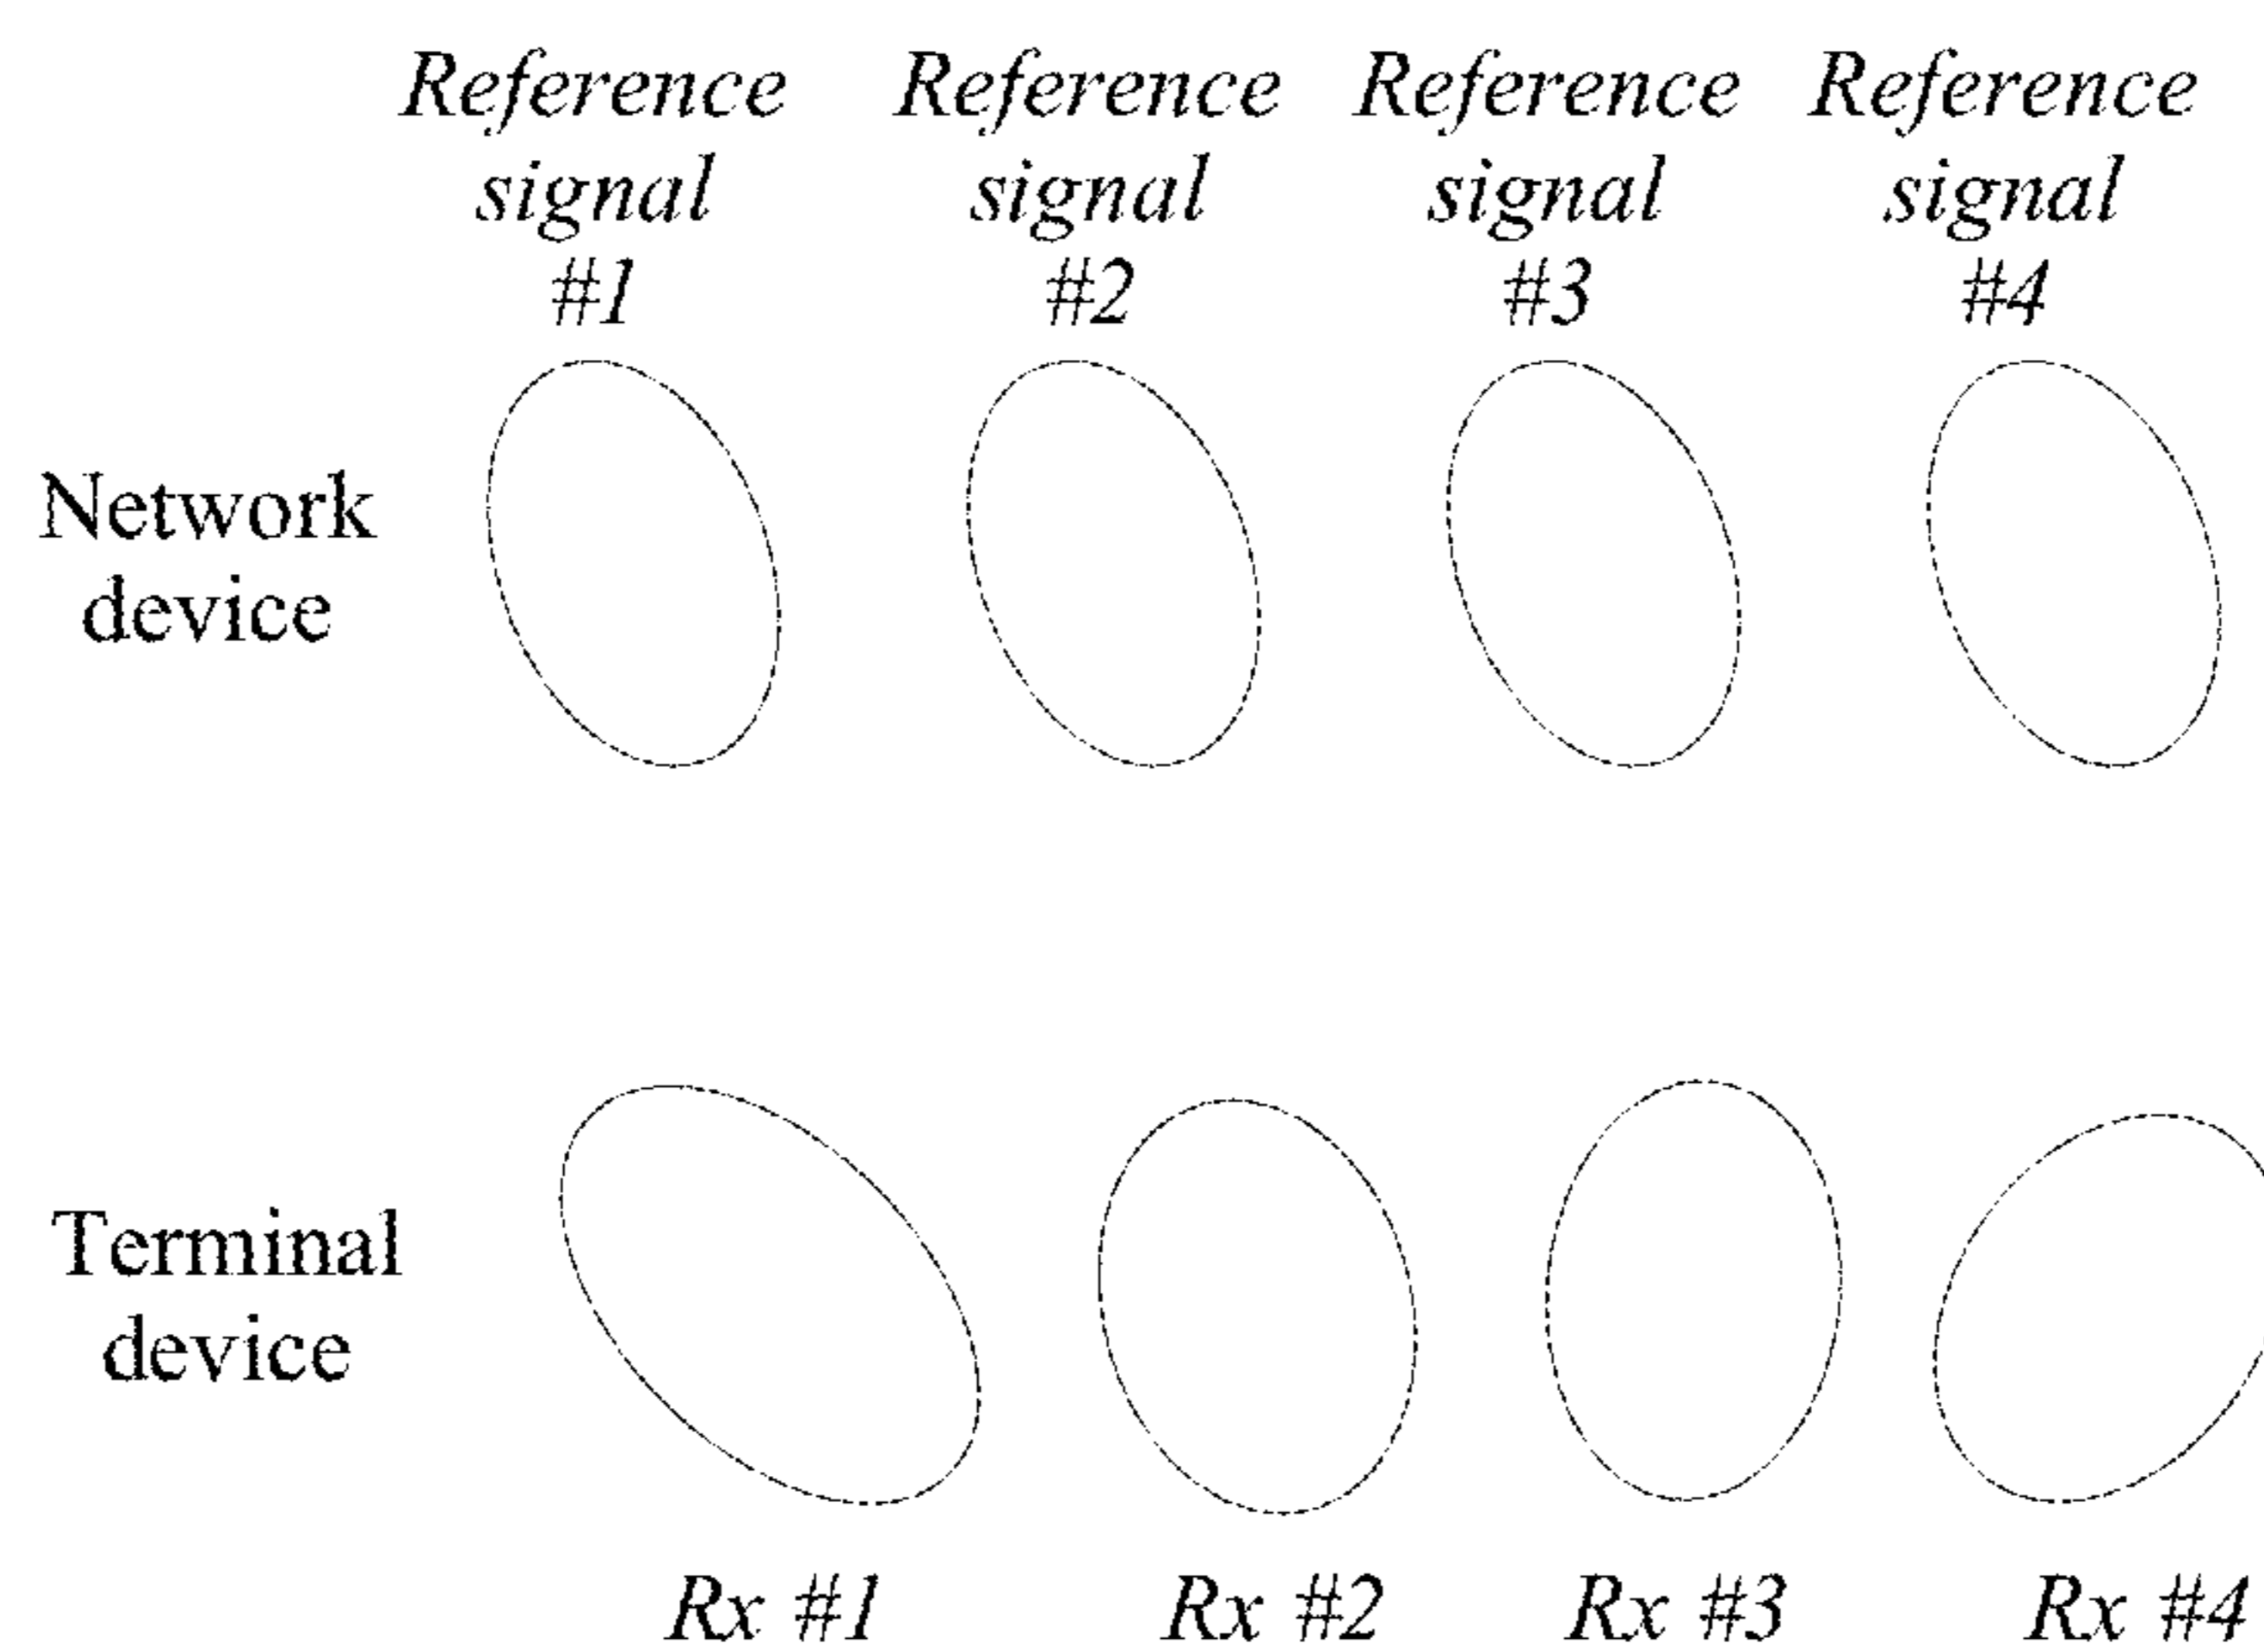 Reference signal #1
Reference signal #2
Reference signal #3
Reference signal #4
Network device
Terminal device
Rx #1
Rx #2
Rx #3
Rx #4